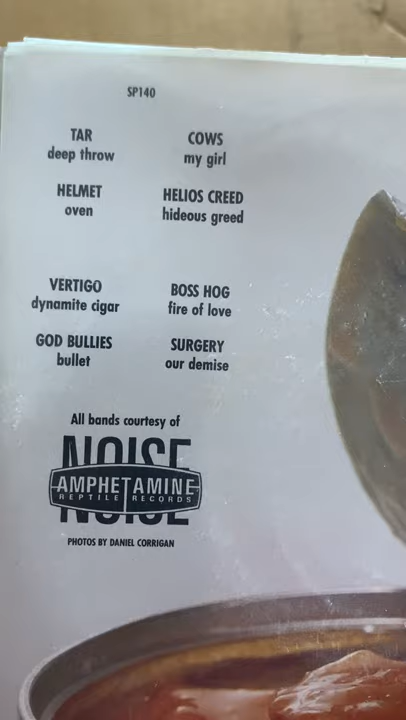 SP140
TAR
deep throw
COWS
my girl
HELMET
oven
HELIOS CREED
hideous greed
VERTIGO
dynamite cigar
BOSS HOG
fire of love
GOD BULLIES
bullet
SURGERY
our demise
All bands courtesy of
NOISE
AMPHETAMINE
REPTILE RECORDS
NOISE
PHOTOS BY DANIEL CORRIGAN